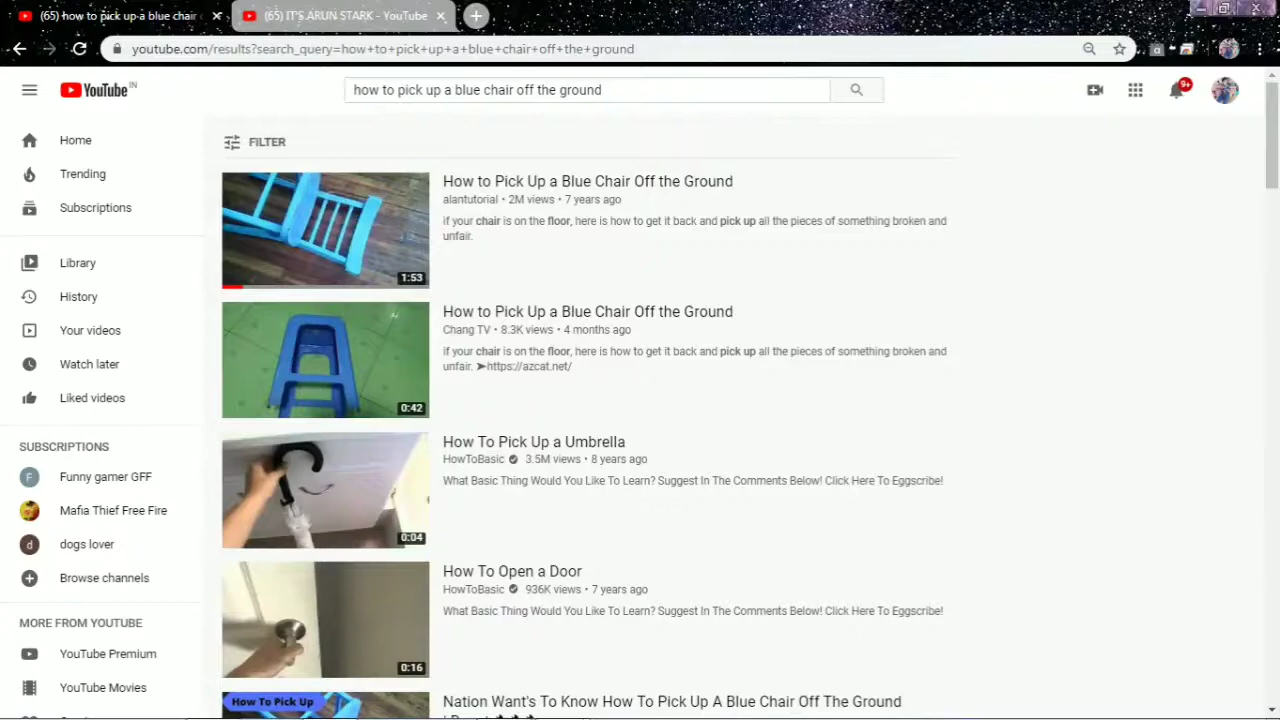 (65) how to pick up a blue chair
(65) IT'S ARUN STARK - YouTube
youtube.com/results?search_query=how+to+pick+up+a+blue+chair+off+the+ground
YouTube IN
how to pick up a blue chair off the ground
9+
Home
Trending
Subscriptions
Library
History
Your videos
Watch later
Liked videos
SUBSCRIPTIONS
F
Funny gamer GFF
Mafia Thief Free Fire
d
dogs lover
Browse channels
MORE FROM YOUTUBE
YouTube Premium
YouTube Movies
FILTER
1:53
How to Pick Up a Blue Chair Off the Ground
alantutorial • 2M views • 7 years ago
if your chair is on the floor, here is how to get it back and pick up all the pieces of something broken and
unfair.
0:42
How to Pick Up a Blue Chair Off the Ground
Chang TV • 8.3K views • 4 months ago
if your chair is on the floor, here is how to get it back and pick up all the pieces of something broken and
unfair. ➤https://azcat.net/
0:04
How To Pick Up a Umbrella
HowToBasic 3.5M views • 8 years ago
What Basic Thing Would You Like To Learn? Suggest In The Comments Below! Click Here To Eggscribe!
0:16
How To Open a Door
HowToBasic 936K views • 7 years ago
What Basic Thing Would You Like To Learn? Suggest In The Comments Below! Click Here To Eggscribe!
How To Pick Up
Nation Want's To Know How To Pick Up A Blue Chair Off The Ground